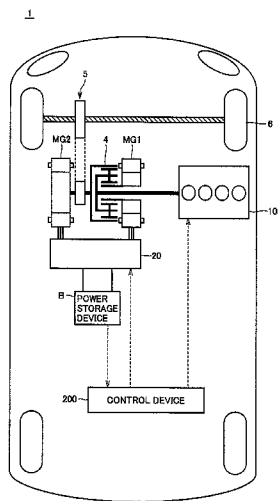 1
5
MG2
4
MG1
6
10
20
B
POWER
STORAGE
DEVICE
200
CONTROL DEVICE